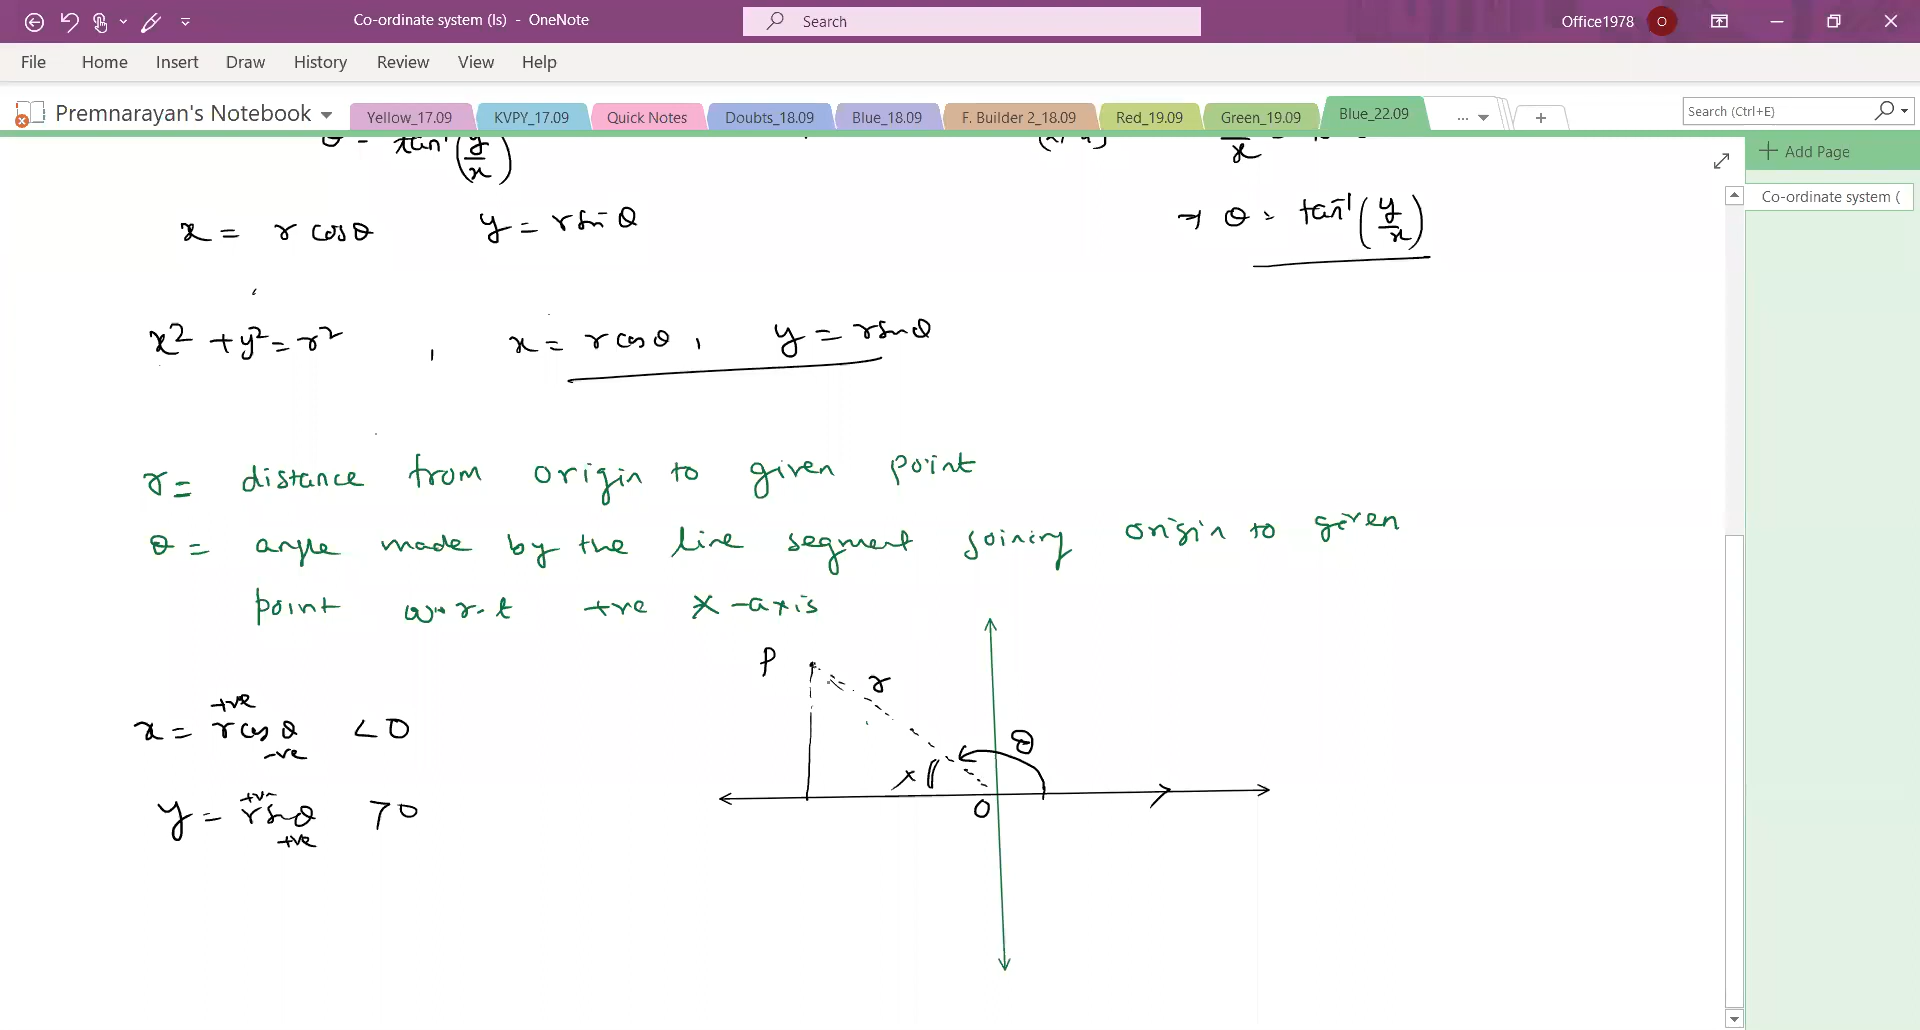 Co-ordinate system (Is) - OneNote
Search
Office1978 O
File Home Insert Draw History Review View Help
Premnarayan's Notebook
Yellow_17.09 KVPY_17.09 Quick Notes Doubts_18.09 Blue_18.09 F. Builder 2_18.09 Red_19.09 Green_19.09 Blue_22.09 ... +
Search (Ctrl+E)
+ Add Page
Co-ordinate system (
θ = tan⁻¹(y/x)
x = r cosθ y = r sinθ
→ θ = tan⁻¹(y/x)
x² + y² = r² , x = r cosθ , y = r sinθ
r = distance from origin to given point
θ = angle made by the line segment joining origin to given
point w.r.t +ve X-axis
P r θ
x O
+ve
x = r cosθ < 0
-ve
+ve
y = r sinθ > 0
+ve